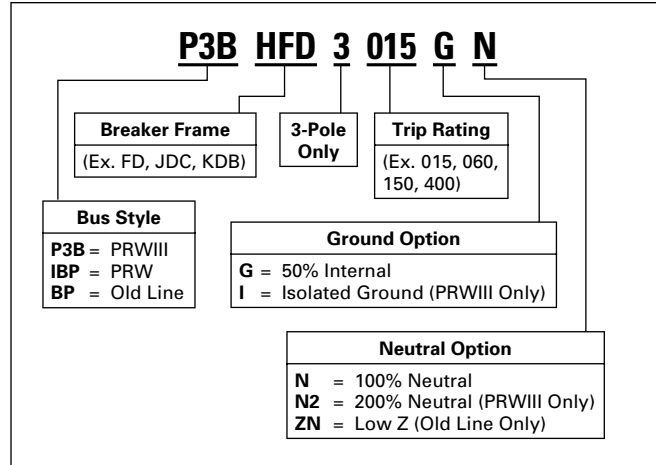 P3B HFD 3 015 G N
Breaker Frame
(Ex. FD, JDC, KDB)
3-Pole
Only
Trip Rating
(Ex. 015, 060,
150, 400)
Bus Style
P3B = PRWIII
IBP = PRW
BP = Old Line
Ground Option
G = 50% Internal
I = Isolated Ground (PRWIII Only)
Neutral Option
N = 100% Neutral
N2 = 200% Neutral (PRWIII Only)
ZN = Low Z (Old Line Only)